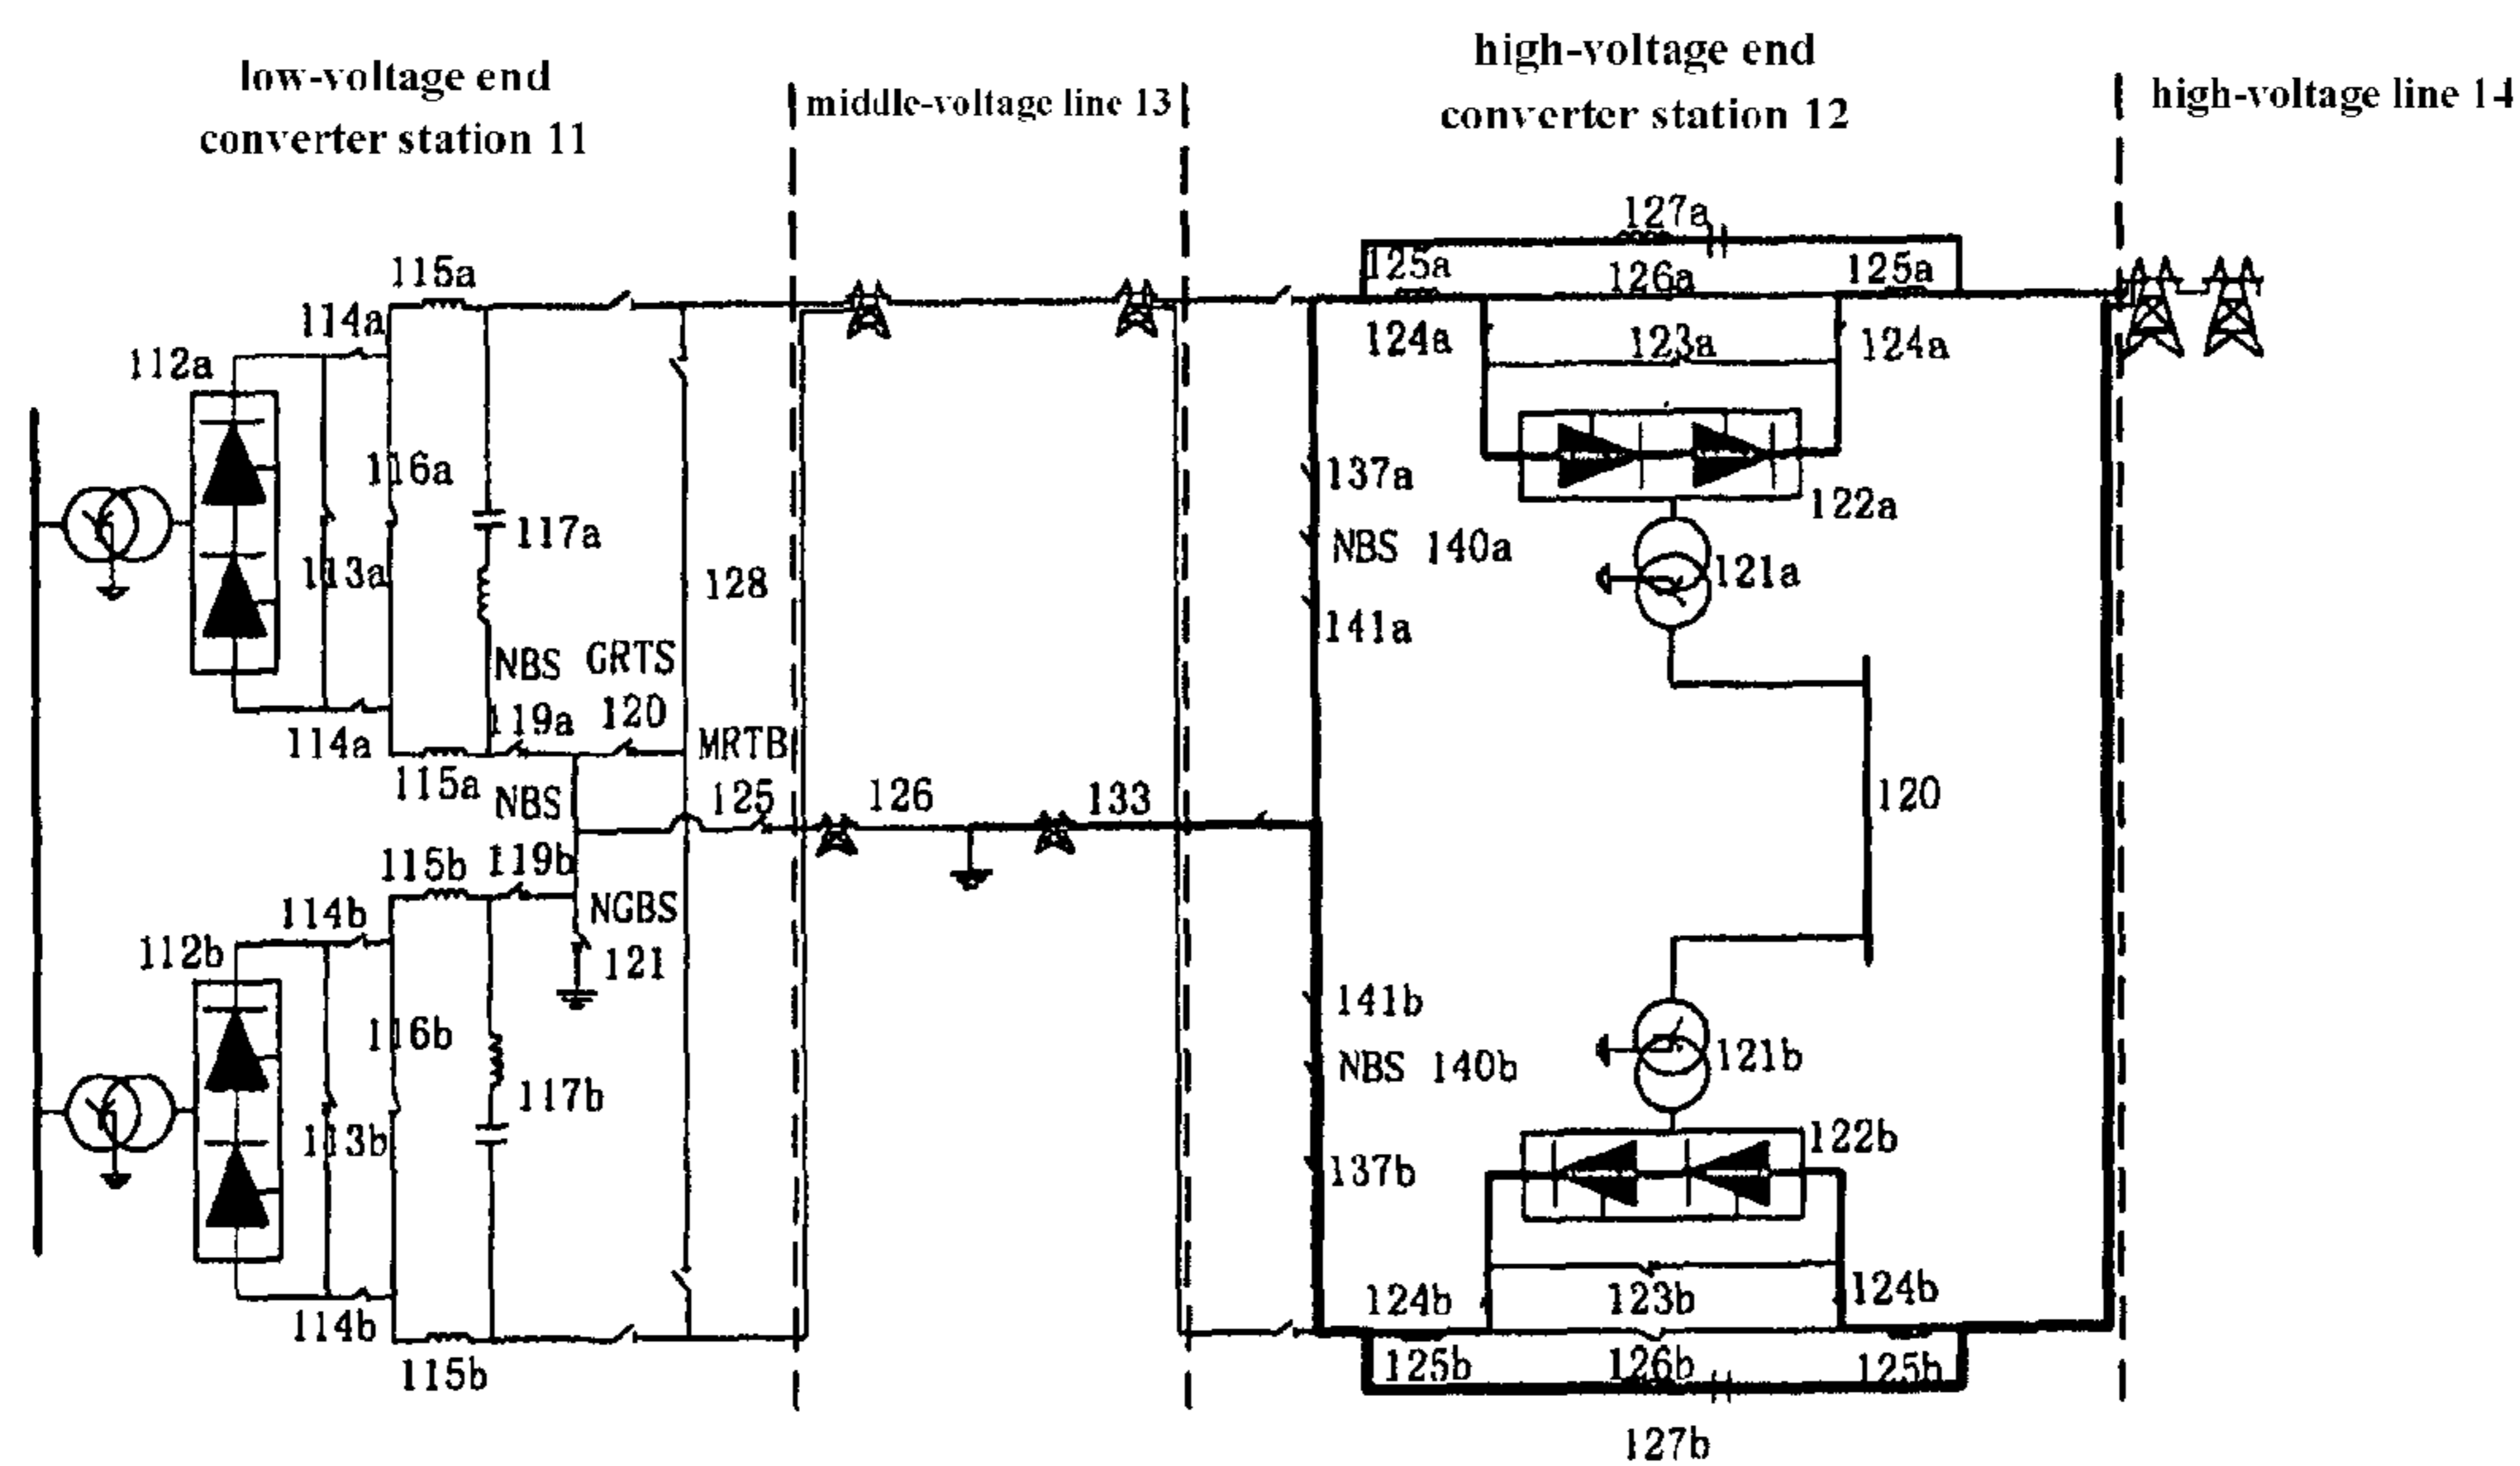 low-voltage end
converter station 11
middle-voltage line 13
high-voltage end
converter station 12
high-voltage line 14
127a
125a
126a
125a
115a
114a
124a
123a
124a
112a
116a
137a
122a
117a
NBS 140a
113a
128
121a
141a
NBS GRTS
119a
120
114a
MRTB
115a
NBS
125
126
133
120
115b
119b
114b
NGBS
112b
121
141b
116b
NBS 140b
121b
117b
113b
122b
137b
124b
123b
124b
114b
115b
125b
126b
125b
127b